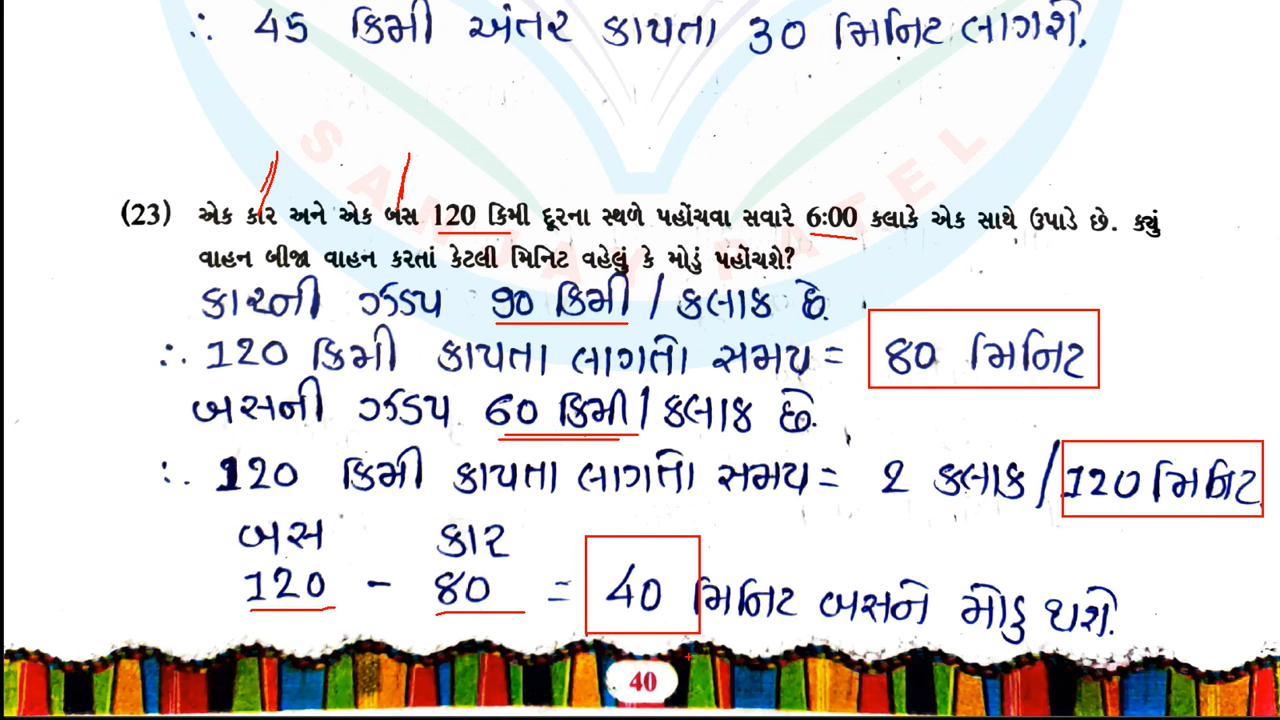 ∴ 45 કિમી અંતર કાપતા 30 મિનિટ લાગશે.
SANJAY PATEL
(23) એક કાર અને એક બસ 120 કિમી દૂરના સ્થળે પહોંચવા સવારે 6:00 કલાકે એક સાથે ઉપાડે છે. ક્યું
વાહન બીજા વાહન કરતાં કેટલી મિનિટ વહેલું કે મોડું પહોંચશે?
કારની ઝડપ 90 કિમી / કલાક છે.
∴ 120 કિમી કાપતા લાગતો સમય = 80 મિનિટ
બસની ઝડપ 60 કિમી / કલાક છે.
∴ 120 કિમી કાપતા લાગતો સમય = 2 કલાક / 120 મિનિટ
બસ કાર
120 - 80 = 40 મિનિટ બસને મોડુ થશે.
40